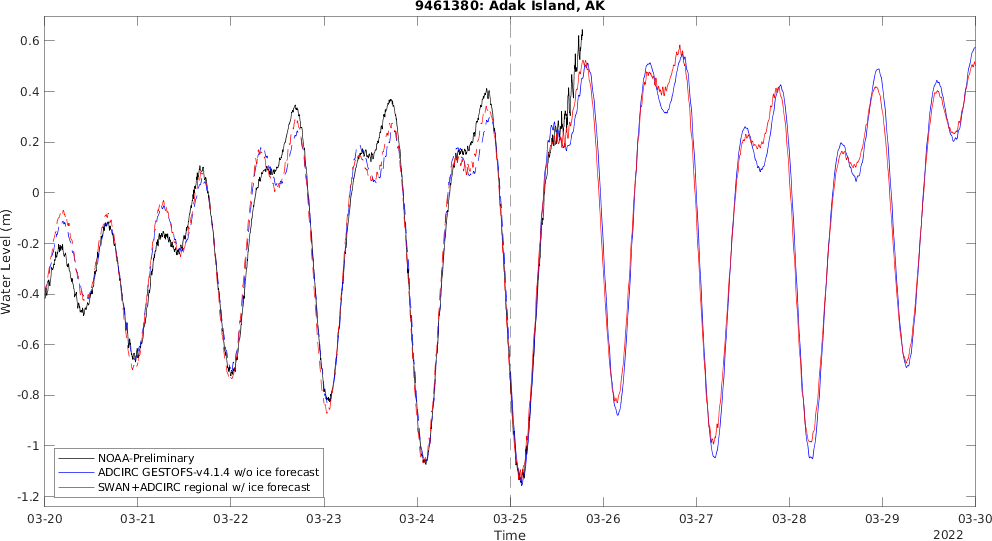 9461380: Adak Island, AK
Water Level (m)
0.6
0.4
0.2
0
-0.2
-0.4
-0.6
-0.8
-1
-1.2
NOAA-Preliminary
ADCIRC GESTOFS-v4.1.4 w/o ice forecast
SWAN+ADCIRC regional w/ ice forecast
03-20 03-21 03-22 03-23 03-24 03-25 03-26 03-27 03-28 03-29 03-30
Time
2022